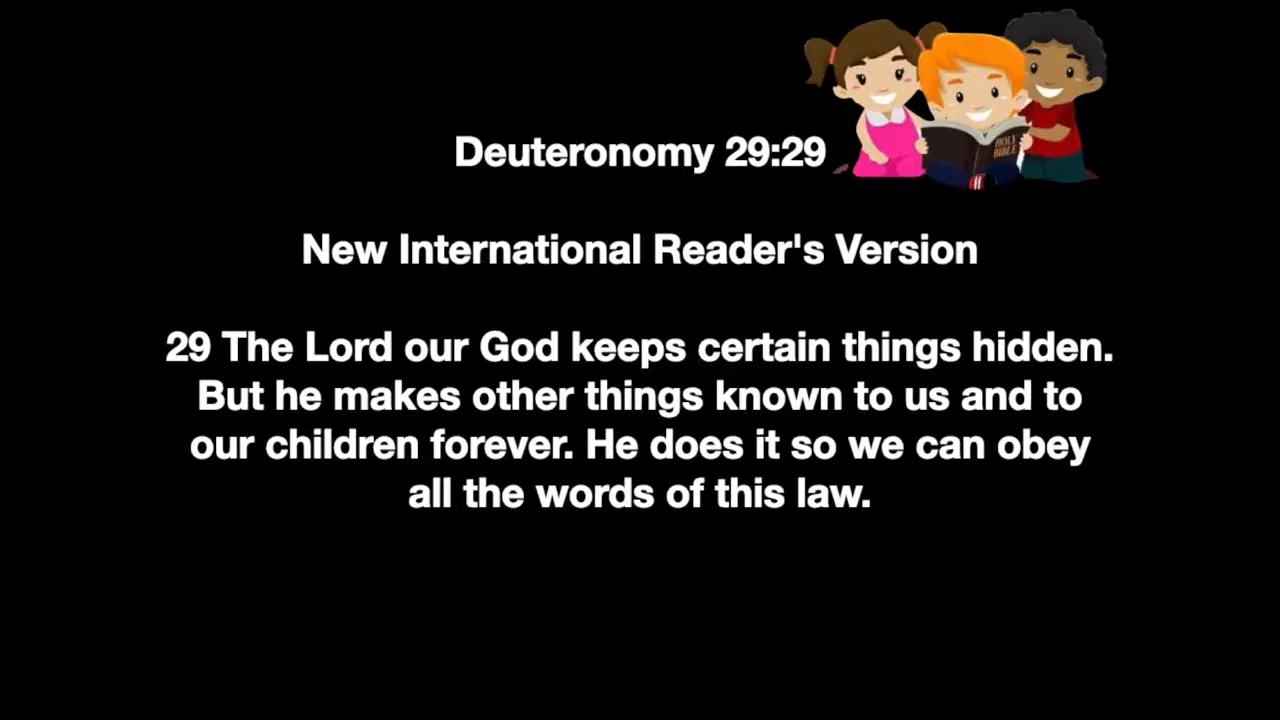 Deuteronomy 29:29
HOLY
BIBLE
New International Reader's Version
29 The Lord our God keeps certain things hidden.
But he makes other things known to us and to
our children forever. He does it so we can obey
all the words of this law.